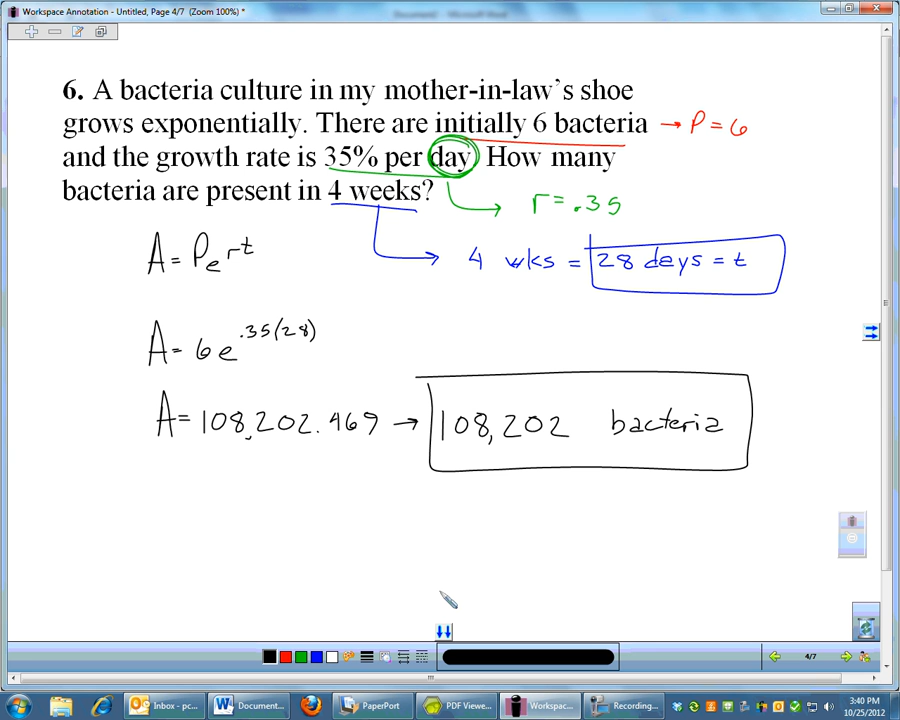 Workspace Annotation - Untitled, Page 4/7 (Zoom 100%) *
6. A bacteria culture in my mother-in-law's shoe
grows exponentially. There are initially 6 bacteria → P = 6
and the growth rate is 35% per day How many
bacteria are present in 4 weeks?
r = .35
A = Pe^rt
4 wks = 28 days = t
A = 6e^.35(28)
A = 108,202.469 → 108,202 bacteria
4/7
Inbox - pc...
Document...
PaperPort
PDF Viewe...
Workspac...
Recording...
3:40 PM
10/25/2012